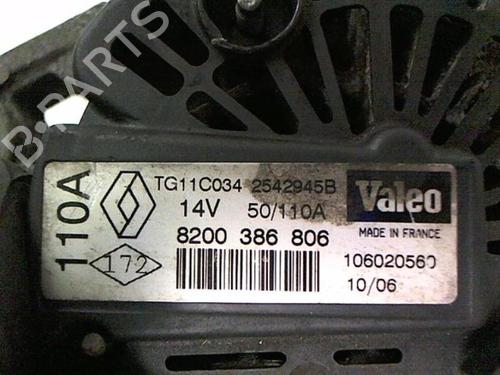 B-PARTS
110A
TG11C034 2542945B
14V 50/110A
8200 386 806
172
Valeo
MADE IN FRANCE
106020560
10/06